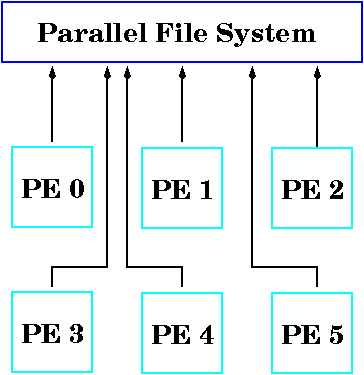 Parallel File System
PE 0
PE 1
PE 2
PE 3
PE 4
PE 5